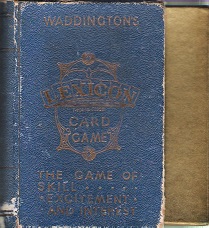 WADDINGTONS
LEXICON
CARD
GAME
THE GAME OF
SKILL . . . . .
EXCITEMENT
AND INTEREST